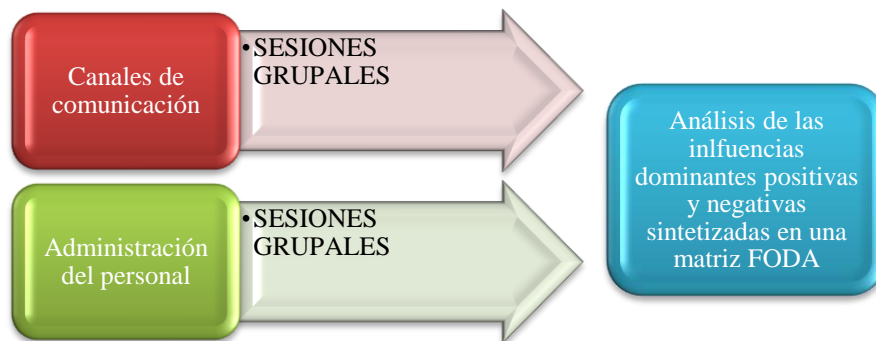 Canales de
comunicación
•SESIONES
GRUPALES
Administración
del personal
•SESIONES
GRUPALES
Análisis de las
inlfuencias
dominantes positivas
y negativas
sintetizadas en una
matriz FODA